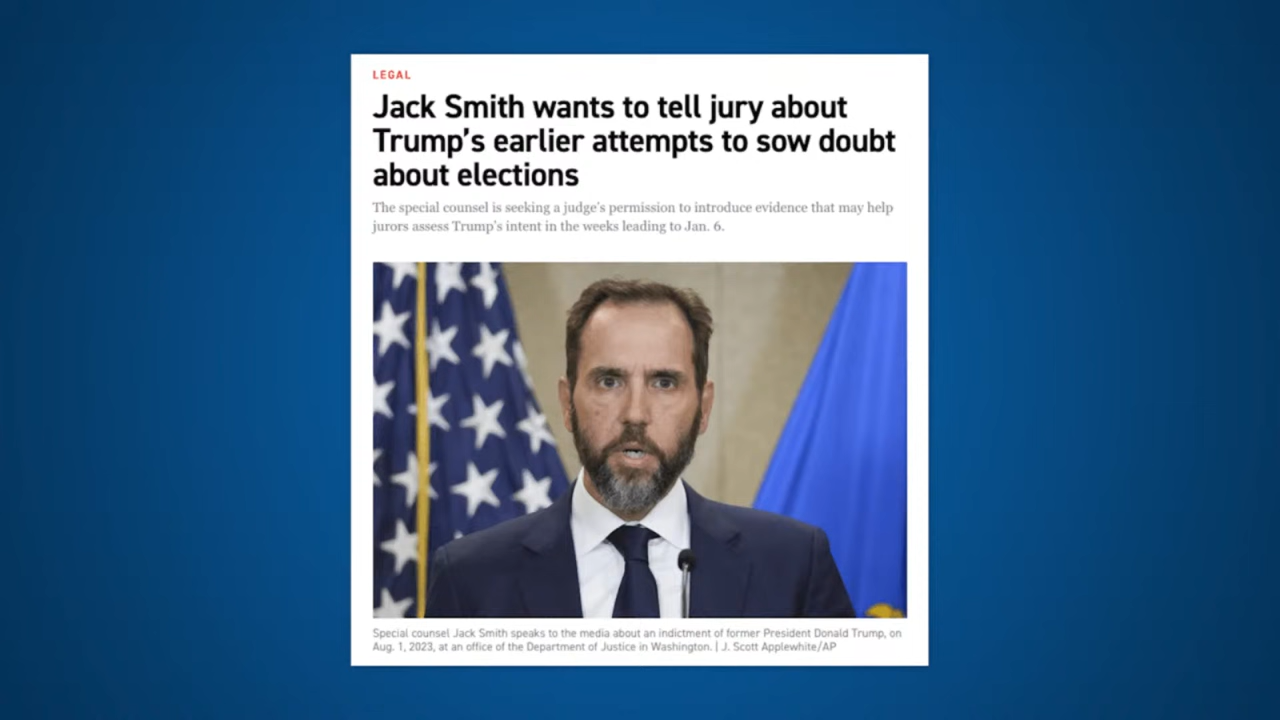 LEGAL
Jack Smith wants to tell jury about
Trump’s earlier attempts to sow doubt
about elections
The special counsel is seeking a judge’s permission to introduce evidence that may help
jurors assess Trump’s intent in the weeks leading to Jan. 6.
Special counsel Jack Smith speaks to the media about an indictment of former President Donald Trump, on
Aug. 1, 2023, at an office of the Department of Justice in Washington. | J. Scott Applewhite/AP